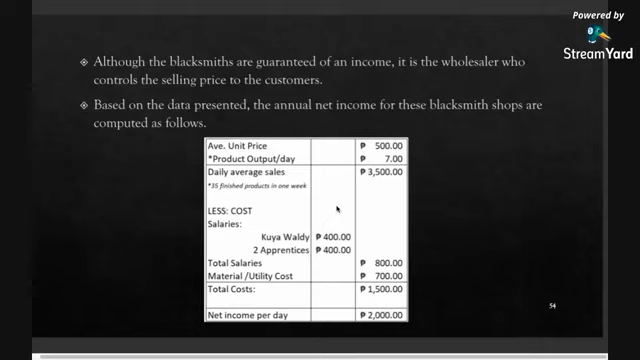 Powered by
StreamYard
Although the blacksmiths are guaranteed of an income, it is the wholesaler who
controls the selling price to the customers.
Based on the data presented, the annual net income for these blacksmith shops are
computed as follows.
Ave. Unit Price ₱ 500.00
*Product Output/day ₱ 7.00
Daily average sales ₱ 3,500.00
*35 finished products in one week
LESS: COST
Salaries:
Kuya Waldy ₱ 400.00
2 Apprentices ₱ 400.00
Total Salaries ₱ 800.00
Material /Utility Cost ₱ 700.00
Total Costs: ₱ 1,500.00
Net income per day ₱ 2,000.00
54